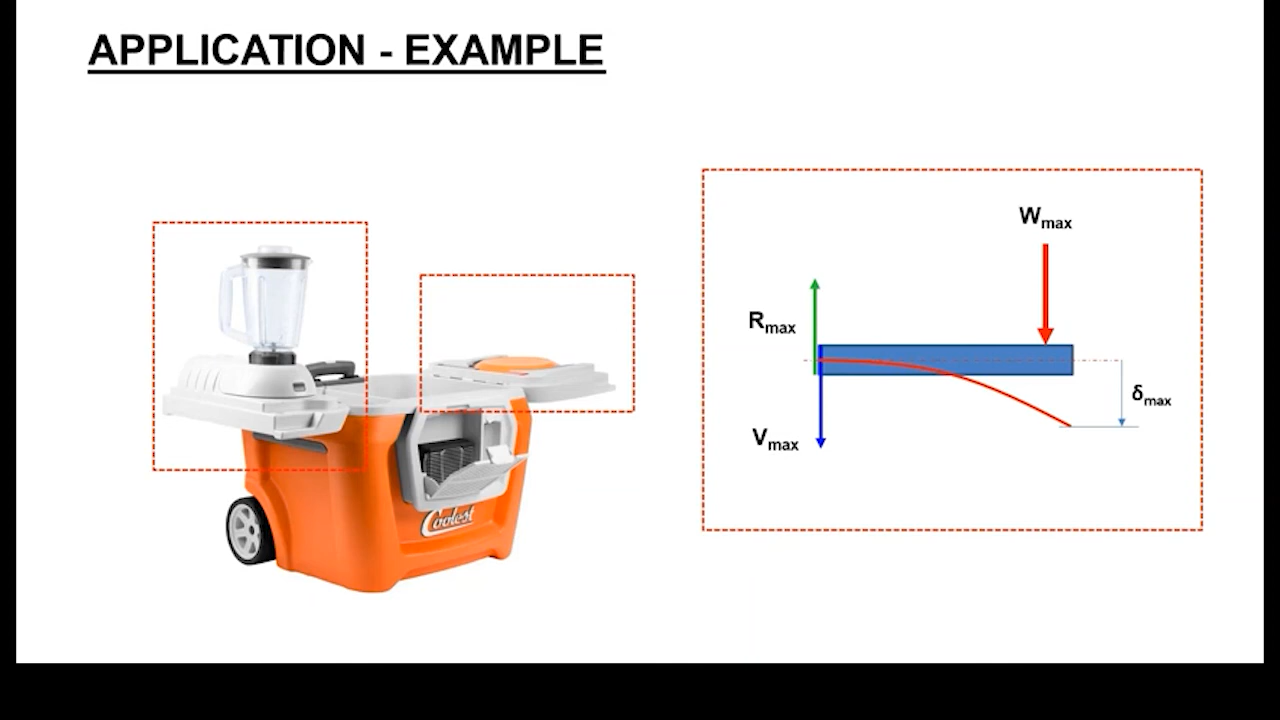 APPLICATION - EXAMPLE
Wmax
Rmax
δmax
Vmax
Coolest